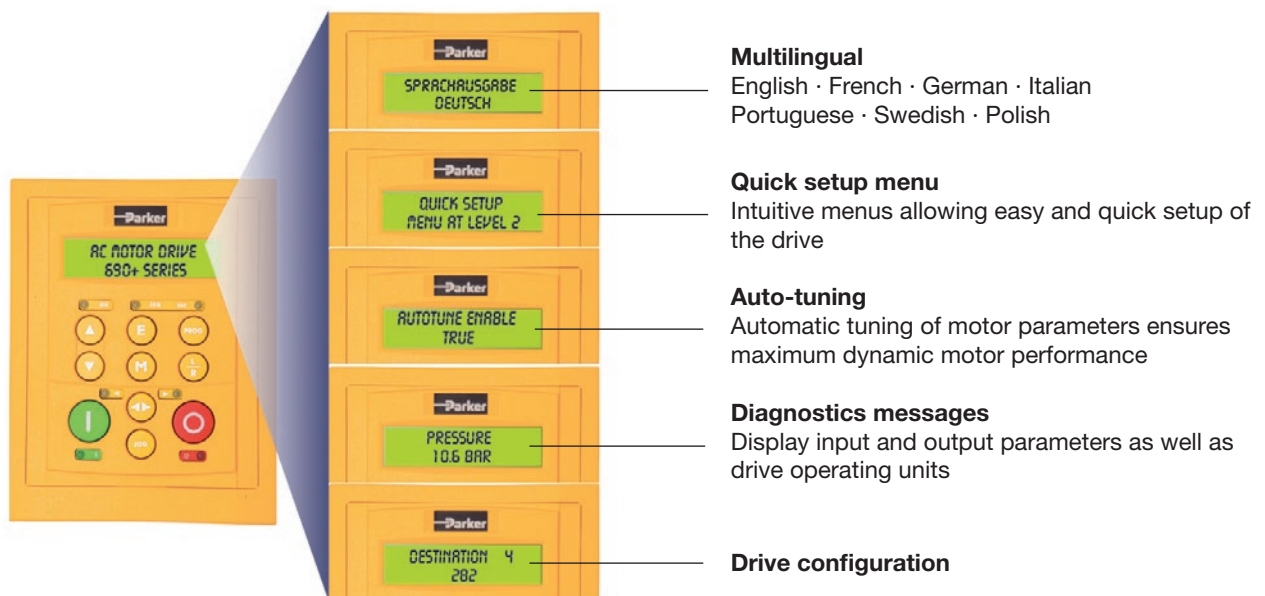 Parker
AC MOTOR DRIVE
690+ SERIES
E
PROG
M
L
R
JOG
Parker
SPRACHAUSGABE
DEUTSCH
Parker
QUICK SETUP
MENU AT LEVEL 2
Parker
AUTOTUNE ENABLE
TRUE
Parker
PRESSURE
10.6 BAR
Parker
DESTINATION 4
282
Multilingual
English · French · German · Italian
Portuguese · Swedish · Polish
Quick setup menu
Intuitive menus allowing easy and quick setup of
the drive
Auto-tuning
Automatic tuning of motor parameters ensures
maximum dynamic motor performance
Diagnostics messages
Display input and output parameters as well as
drive operating units
Drive configuration